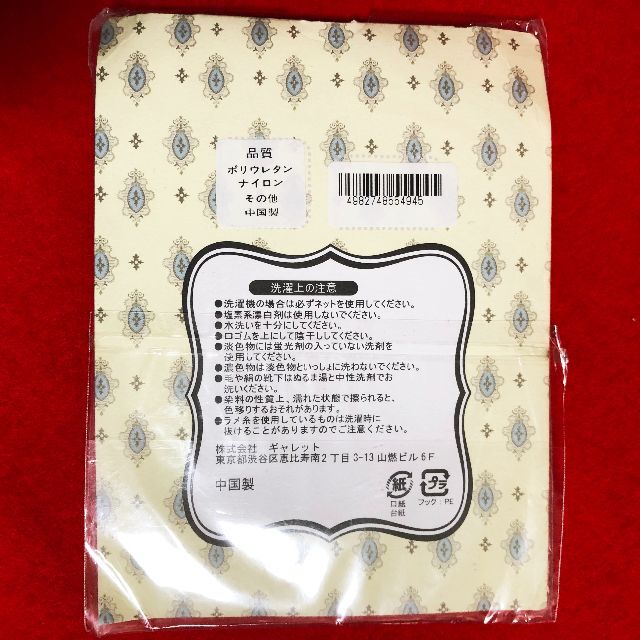 品質
ポリウレタン
ナイロン
その他
中国製
4982748554945
洗濯上の注意
●洗濯機の場合は必ずネットを使用してください。
●塩素系漂白剤は使用しないでください。
●水洗いを十分にしてください。
●口ゴムを上にして陰干ししてください。
●淡色物には蛍光剤の入っていない洗剤を
使用してください。
●濃色物は淡色物といっしょに洗わないでください。
●毛や絹の靴下はぬるま湯と中性洗剤でお
洗いください。
●染料の性質上、濡れた状態で擦られると、
色移りするおそれがあります。
●ラメ糸を使用しているものは洗濯時に
抜けることがありますのでご注意ください。
株式会社 ギャレット
東京都渋谷区恵比寿南2丁目3-13 山燃ビル6F
中国製
紙
口紙
台紙
プラ
フック:PE